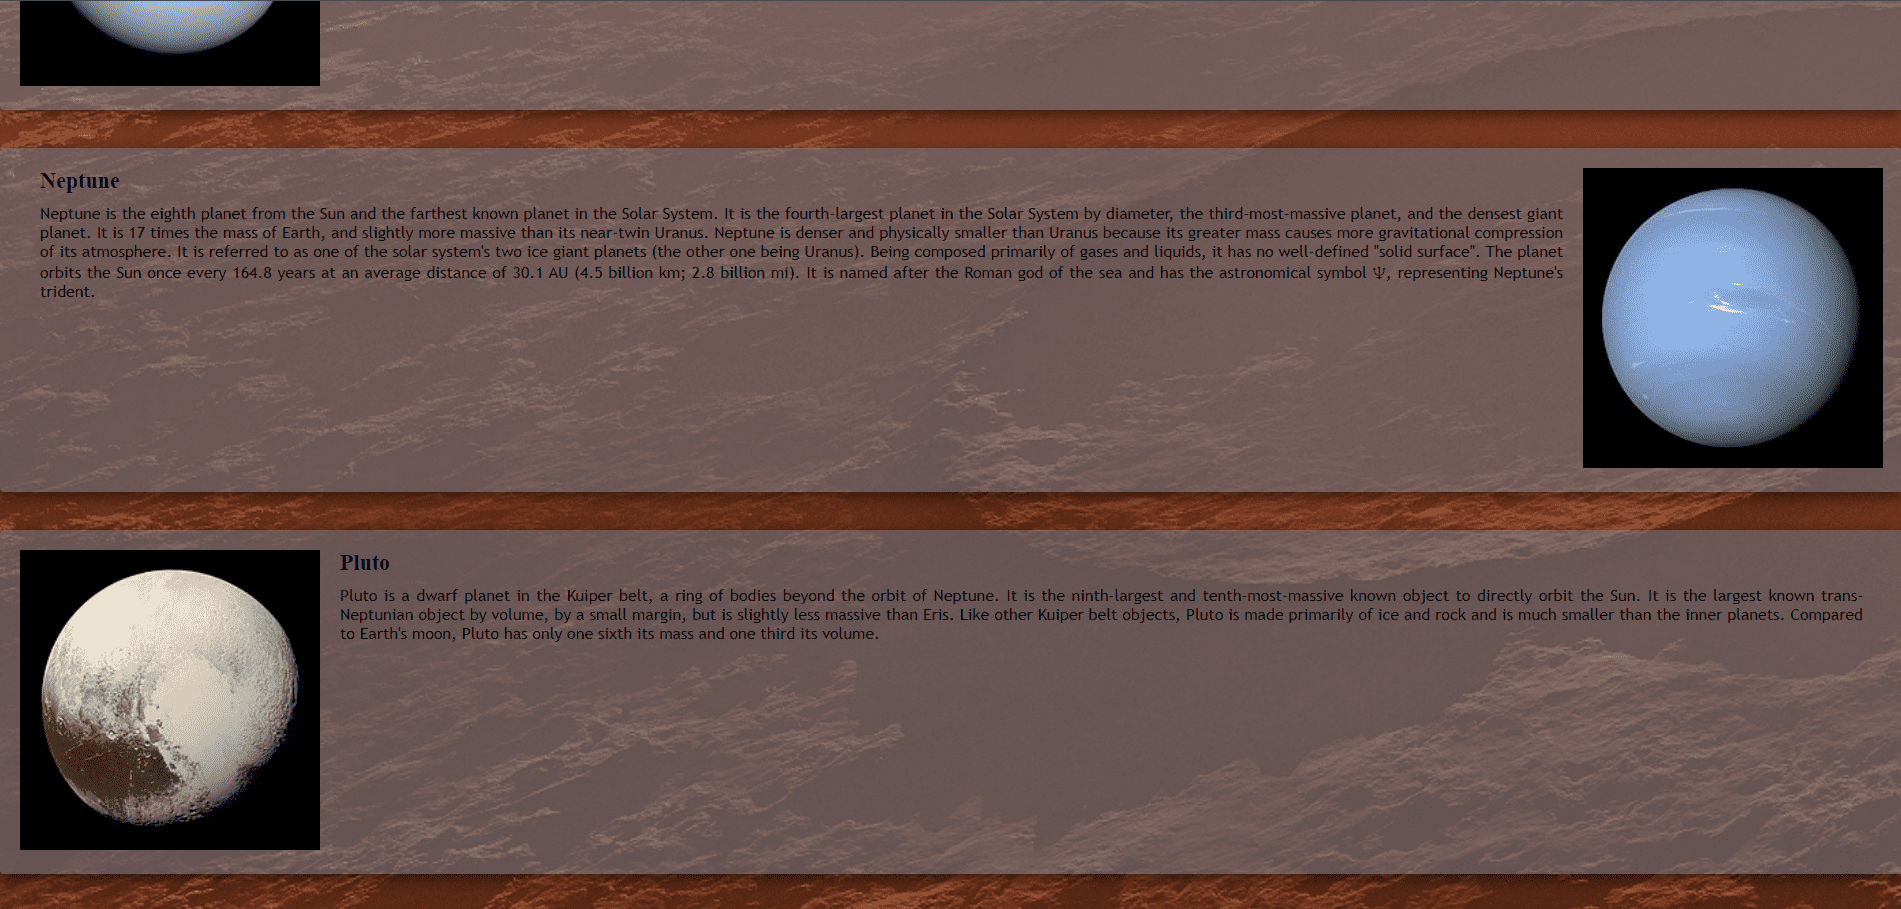 Neptune
Neptune is the eighth planet from the Sun and the farthest known planet in the Solar System. It is the fourth-largest planet in the Solar System by diameter, the third-most-massive planet, and the densest giant
planet. It is 17 times the mass of Earth, and slightly more massive than its near-twin Uranus. Neptune is denser and physically smaller than Uranus because its greater mass causes more gravitational compression
of its atmosphere. It is referred to as one of the solar system's two ice giant planets (the other one being Uranus). Being composed primarily of gases and liquids, it has no well-defined "solid surface". The planet
orbits the Sun once every 164.8 years at an average distance of 30.1 AU (4.5 billion km; 2.8 billion mi). It is named after the Roman god of the sea and has the astronomical symbol ♆, representing Neptune's
trident.
Pluto
Pluto is a dwarf planet in the Kuiper belt, a ring of bodies beyond the orbit of Neptune. It is the ninth-largest and tenth-most-massive known object to directly orbit the Sun. It is the largest known trans-
Neptunian object by volume, by a small margin, but is slightly less massive than Eris. Like other Kuiper belt objects, Pluto is made primarily of ice and rock and is much smaller than the inner planets. Compared
to Earth's moon, Pluto has only one sixth its mass and one third its volume.